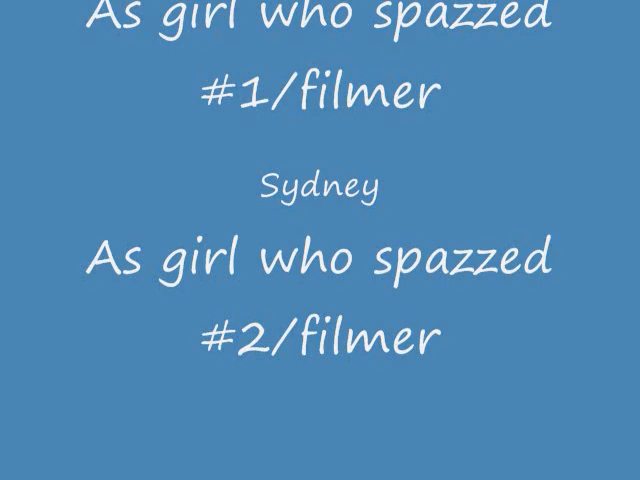 As girl who spazzed
#1/filmer
Sydney
As girl who spazzed
#2/filmer